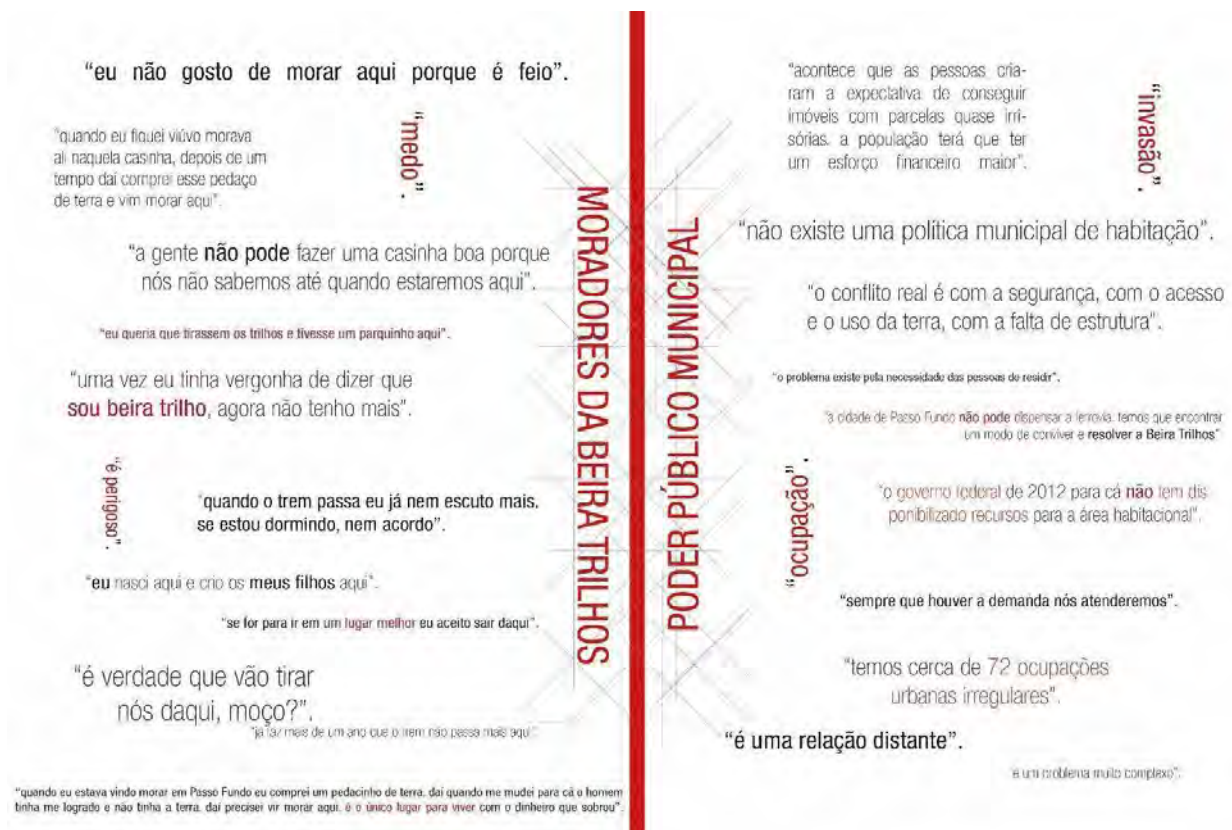 “eu não gosto de morar aqui porque é feio”.
“medo”.
“quando eu fiquei viúvo morava
ali naquela casinha, depois de um
tempo daí comprei esse pedaço
de terra e vim morar aqui”.
“a gente não pode fazer uma casinha boa porque
nós não sabemos até quando estaremos aqui”.
“eu queria que tirassem os trilhos e tivesse um parquinho aqui”.
“uma vez eu tinha vergonha de dizer que
sou beira trilho, agora não tenho mais”.
“é perigoso”.
“quando o trem passa eu já nem escuto mais,
se estou dormindo, nem acordo”.
“eu nasci aqui e crio os meus filhos aqui”.
“se for para ir em um lugar melhor eu aceito sair daqui”.
“é verdade que vão tirar
nós daqui, moço?”.
“já faz mais de um ano que o trem não passa mais aqui”
“quando eu estava vindo morar em Passo Fundo eu comprei um pedacinho de terra, daí quando me mudei para cá o homem
tinha me logrado e não tinha a terra, daí precisei vir morar aqui, é o único lugar para viver com o dinheiro que sobrou”.
MORADORES DA BEIRA TRILHOS
PODER PÚBLICO MUNICIPAL
“acontece que as pessoas cria-
ram a expectativa de conseguir
imóveis com parcelas quase irri-
sórias, a população terá que ter
um esforço financeiro maior”.
“invasão”.
“não existe uma política municipal de habitação”.
“o conflito real é com a segurança, com o acesso
e o uso da terra, com a falta de estrutura”.
“o problema existe pela necessidade das pessoas de residir”.
“a cidade de Passo Fundo não pode dispensar a ferrovia, temos que encontrar
um modo de conviver e resolver a Beira Trilhos”
“ocupação”.
“o governo federal de 2012 para cá não tem dis
ponibilizado recursos para a área habitacional”.
“sempre que houver a demanda nós atenderemos”.
“temos cerca de 72 ocupações
urbanas irregulares”.
“é uma relação distante”.
é um problema muito complexo”.